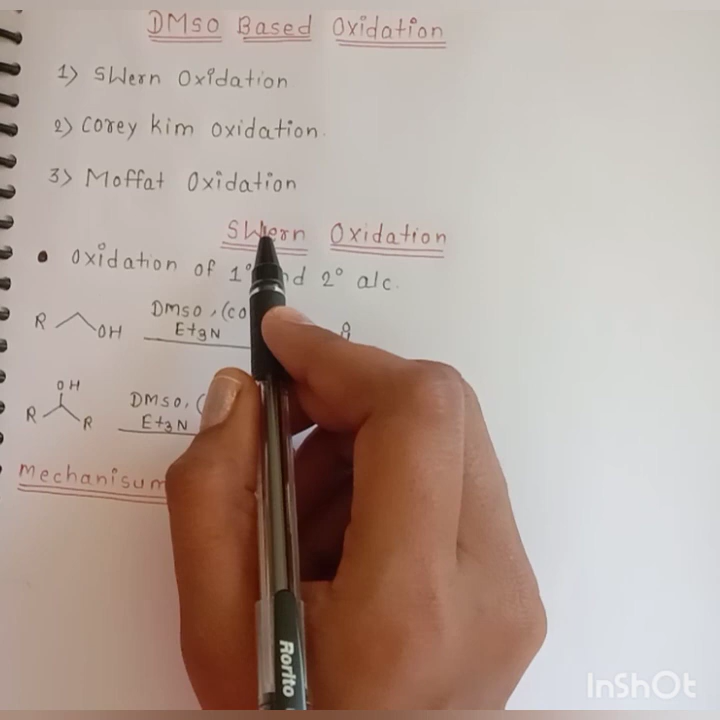 DMSO Based Oxidation
1) SWern Oxidation
2) Corey kim oxidation.
3) Moffat Oxidation
SWern Oxidation
• Oxidation of 1° nd 2° alc.
DMSO, (CO
R OH Et3N
OH
R R DMSO, (
Et3N
Mechanisum
Rorito
InShOt